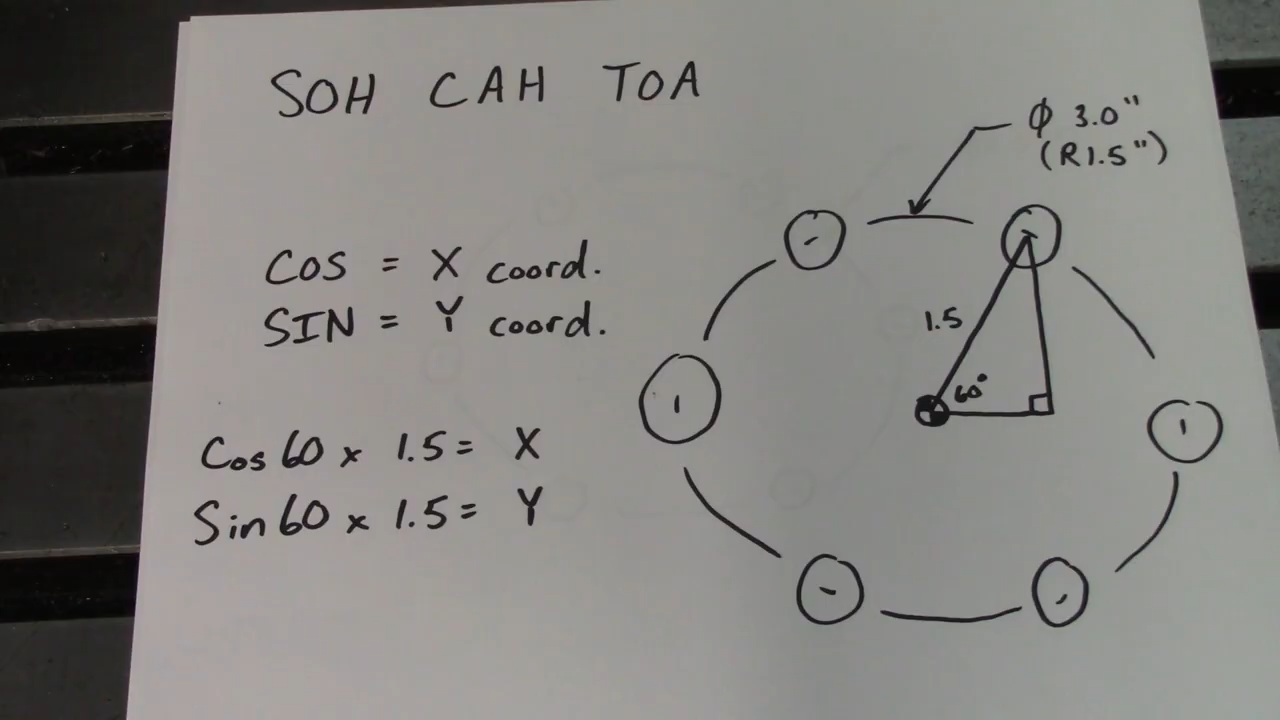 SOH CAH TOA
φ 3.0"
(R1.5")
COS = X coord.
SIN = Y coord.
1.5
60°
Cos 60 x 1.5 = X
Sin 60 x 1.5 = Y